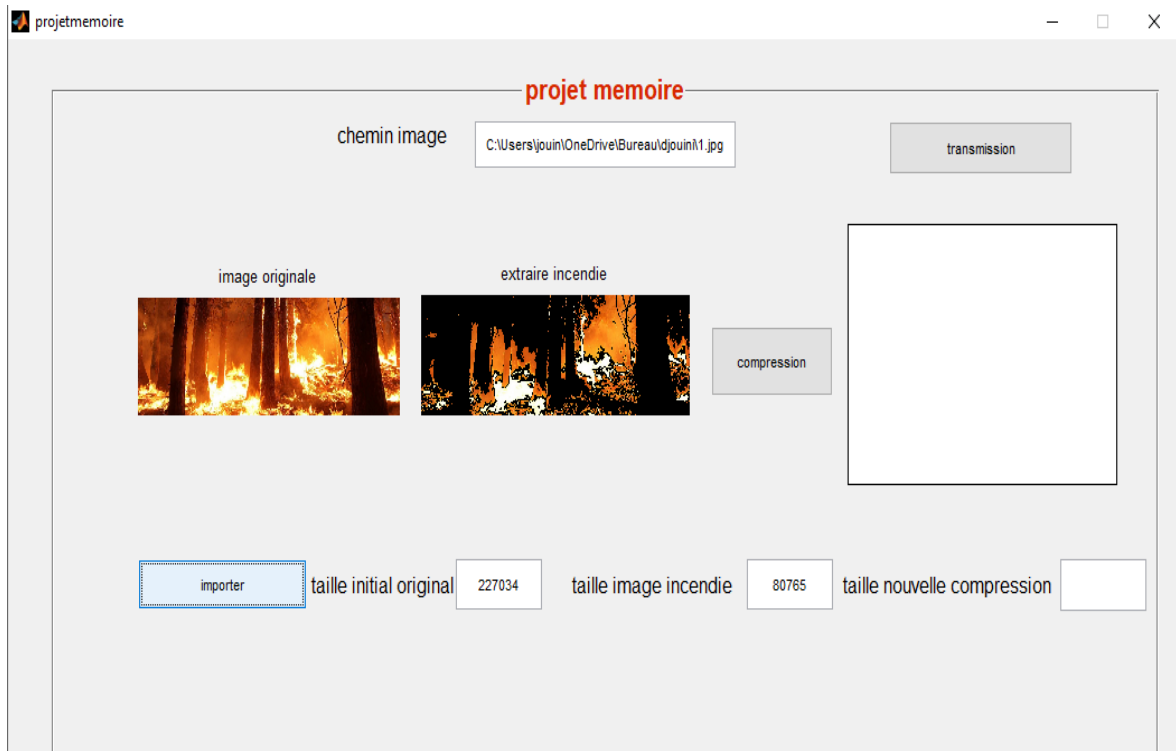 projetmemoire
projet memoire
chemin image
C:\Users\jouin\OneDrive\Bureau\djouini\1.jpg
transmission
image originale
extraire incendie
compression
importer
taille initial original
227034
taille image incendie
80765
taille nouvelle compression